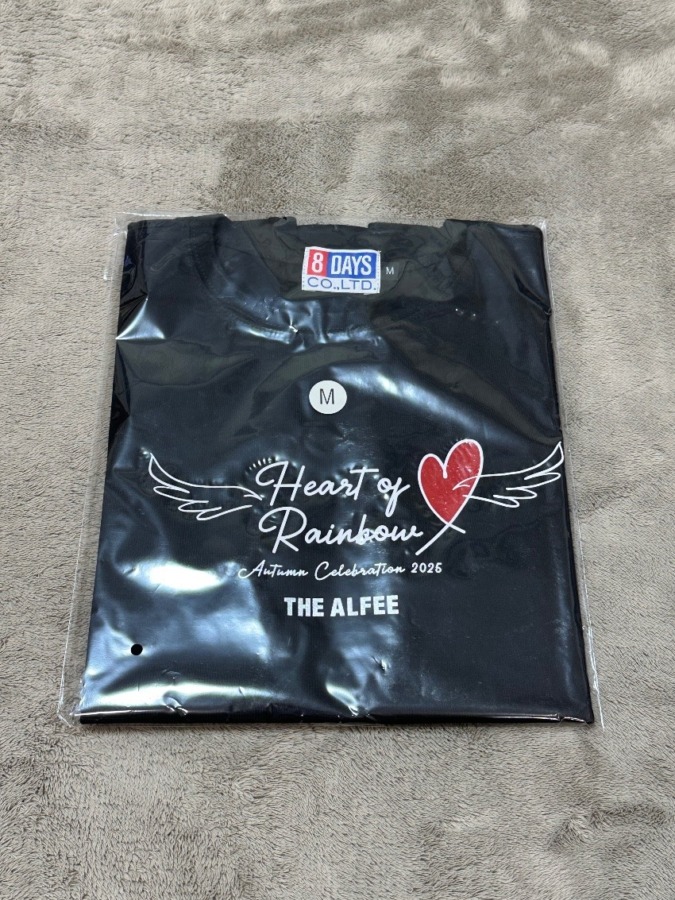 8 DAYS
CO.,LTD.
M
M
Heart of
Rainbow
Autumn Celebration 2025
THE ALFEE